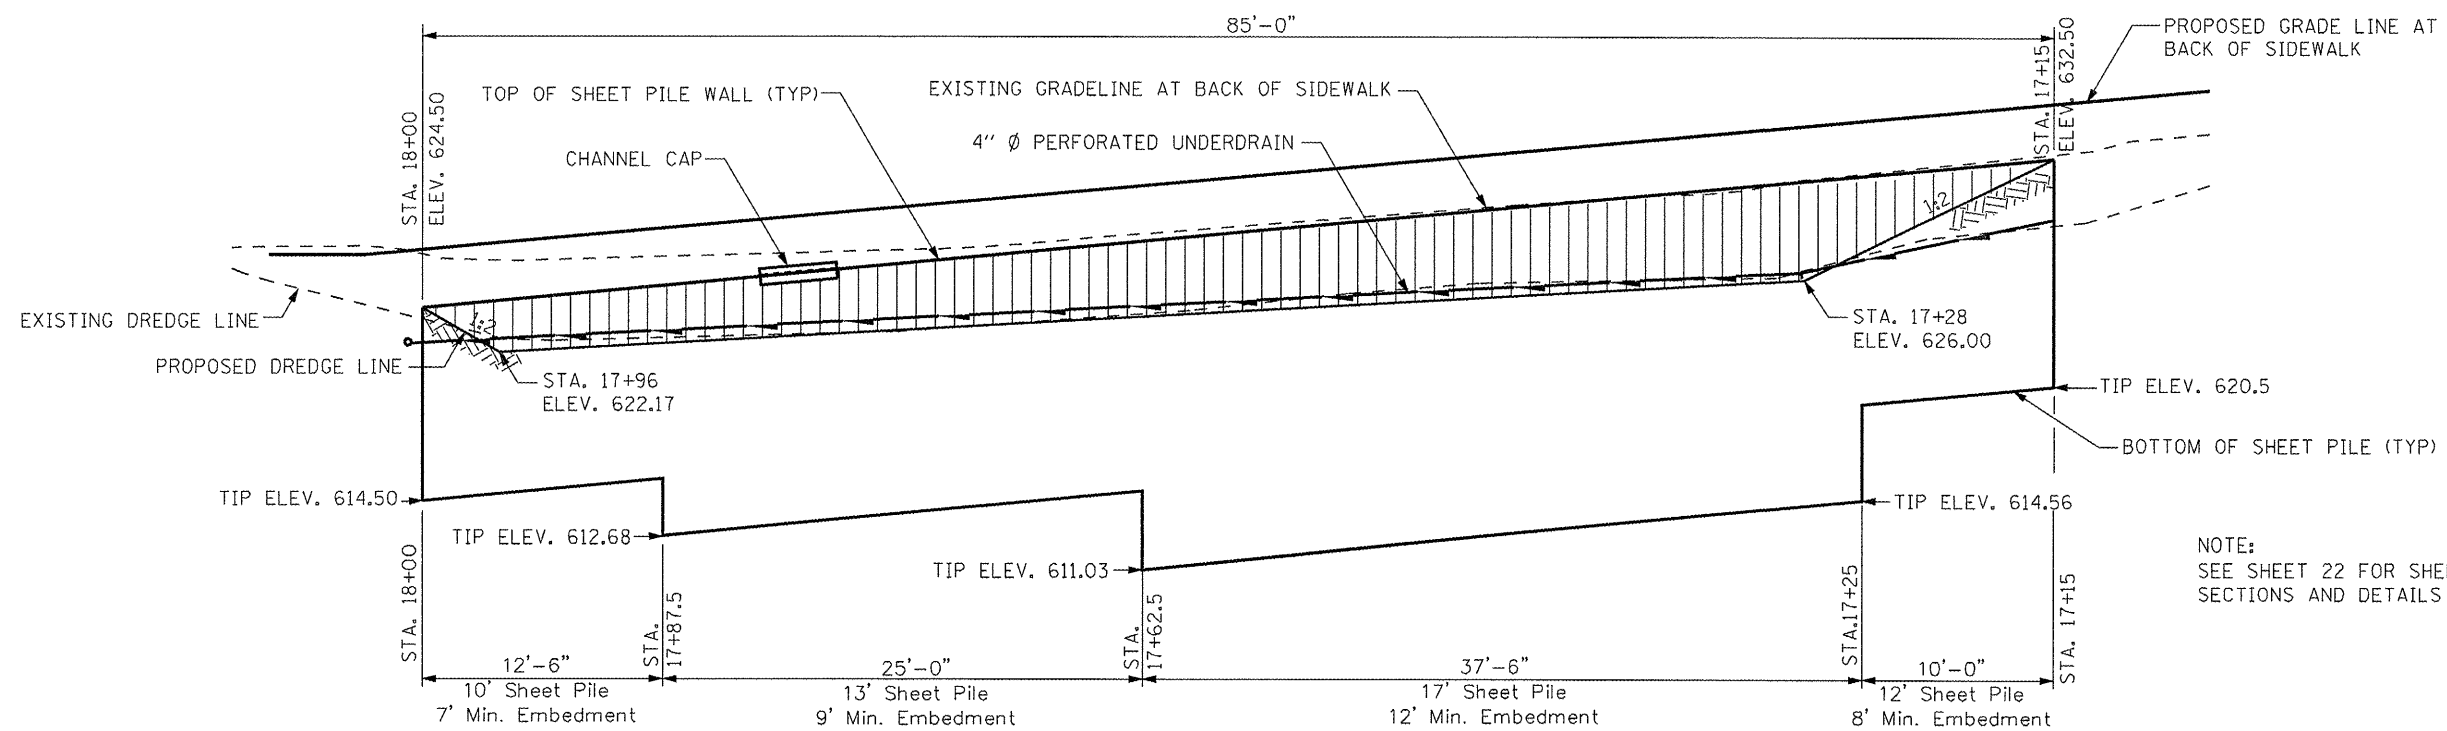 85'-0"
PROPOSED GRADE LINE AT
BACK OF SIDEWALK
STA. 17+15
ELEV. 632.50
TOP OF SHEET PILE WALL (TYP)
EXISTING GRADELINE AT BACK OF SIDEWALK
4" Ø PERFORATED UNDERDRAIN
CHANNEL CAP
STA. 18+00
ELEV. 624.50
1:2
EXISTING DREDGE LINE
1:2
PROPOSED DREDGE LINE
STA. 17+28
ELEV. 626.00
STA. 17+96
ELEV. 622.17
TIP ELEV. 620.5
BOTTOM OF SHEET PILE (TYP)
TIP ELEV. 614.50
TIP ELEV. 614.56
TIP ELEV. 612.68
TIP ELEV. 611.03
NOTE:
SEE SHEET 22 FOR SHE
SECTIONS AND DETAILS
STA. 18+00
STA.
17+87.5
STA.
17+62.5
STA.17+25
STA. 17+15
12'-6"
10' Sheet Pile
7' Min. Embedment
25'-0"
13' Sheet Pile
9' Min. Embedment
37'-6"
17' Sheet Pile
12' Min. Embedment
10'-0"
12' Sheet Pile
8' Min. Embedment